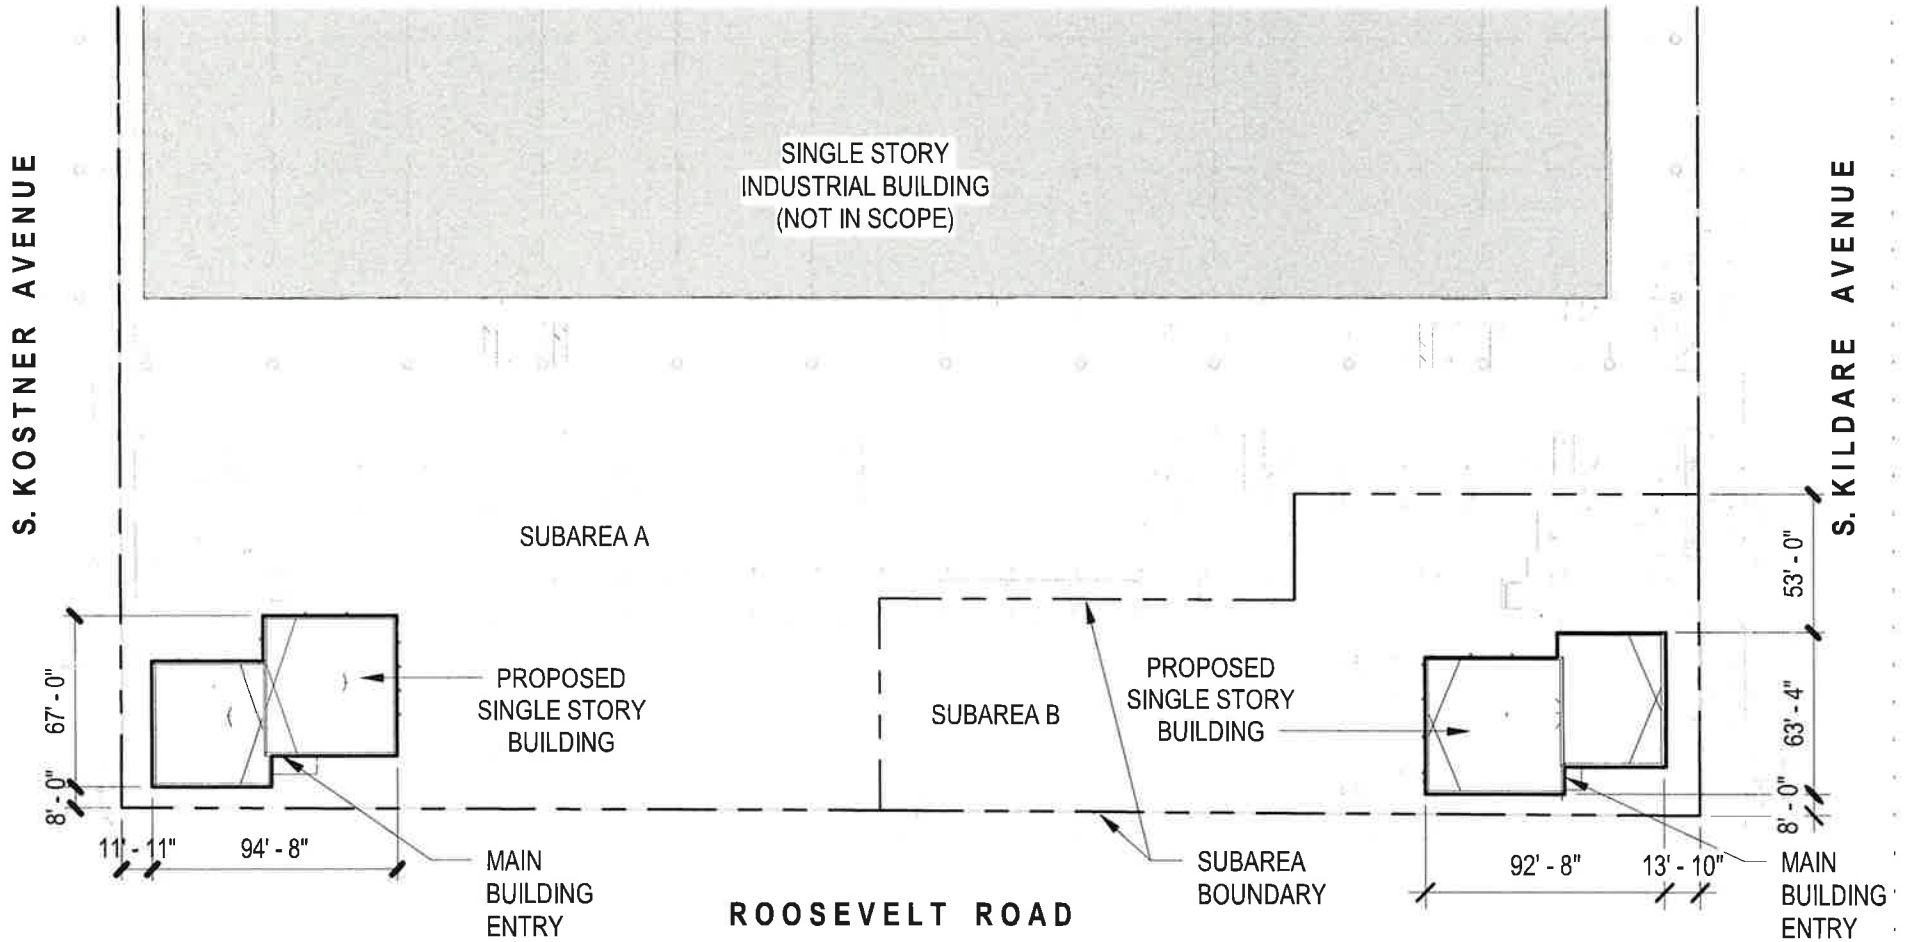 S. KOSTNER AVENUE
SINGLE STORY
INDUSTRIAL BUILDING
(NOT IN SCOPE)
S. KILDARE AVENUE
SUBAREA A
53' - 0"
PROPOSED
SINGLE STORY
BUILDING
67' - 0"
8' - 0"
SUBAREA B
PROPOSED
SINGLE STORY
BUILDING
63' - 4"
8' - 0"
11' - 11"
94' - 8"
MAIN
BUILDING
ENTRY
SUBAREA
BOUNDARY
92' - 8"
13' - 10"
MAIN
BUILDING
ENTRY
ROOSEVELT ROAD